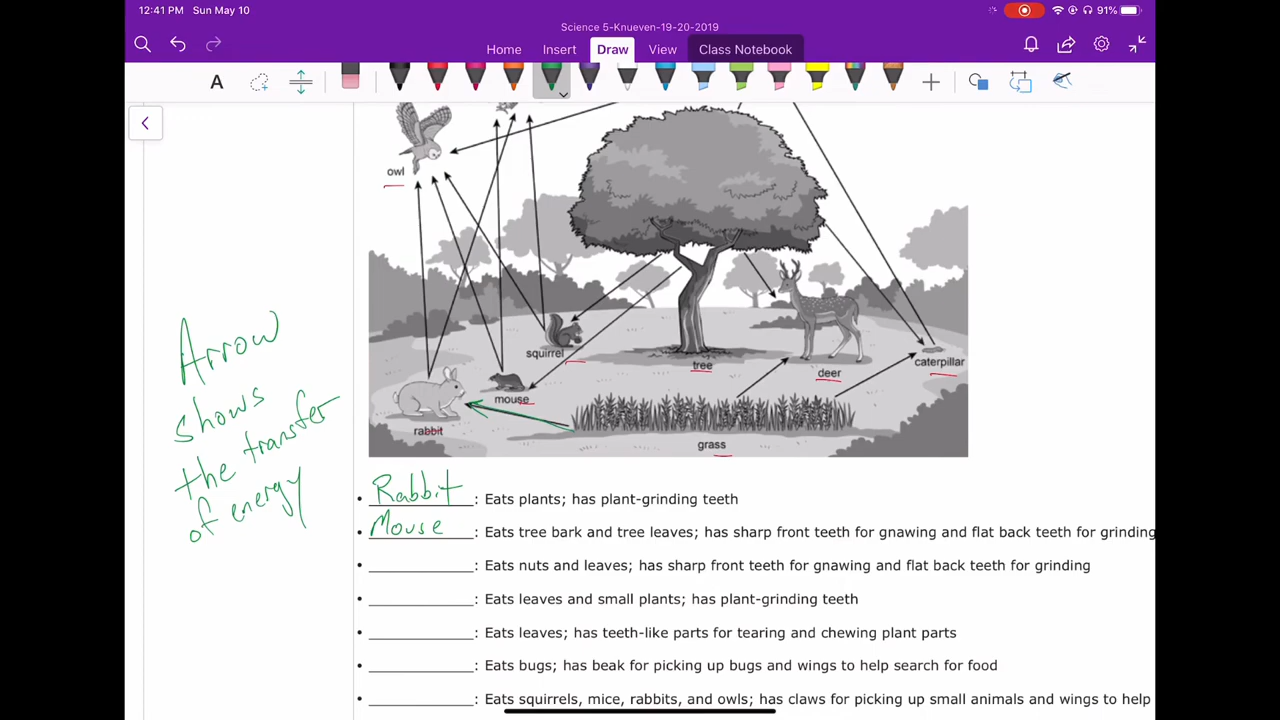 12:41 PM Sun May 10
91%
Science 5-Knueven-19-20-2019
Home Insert Draw View Class Notebook
A
owl
squirrel
tree
deer
caterpillar
mouse
rabbit
grass
Arrow
shows
the transfer
of energy
• Rabbit: Eats plants; has plant-grinding teeth
• Mouse: Eats tree bark and tree leaves; has sharp front teeth for gnawing and flat back teeth for grinding
• ____________: Eats nuts and leaves; has sharp front teeth for gnawing and flat back teeth for grinding
• ____________: Eats leaves and small plants; has plant-grinding teeth
• ____________: Eats leaves; has teeth-like parts for tearing and chewing plant parts
• ____________: Eats bugs; has beak for picking up bugs and wings to help search for food
• ____________: Eats squirrels, mice, rabbits, and owls; has claws for picking up small animals and wings to help